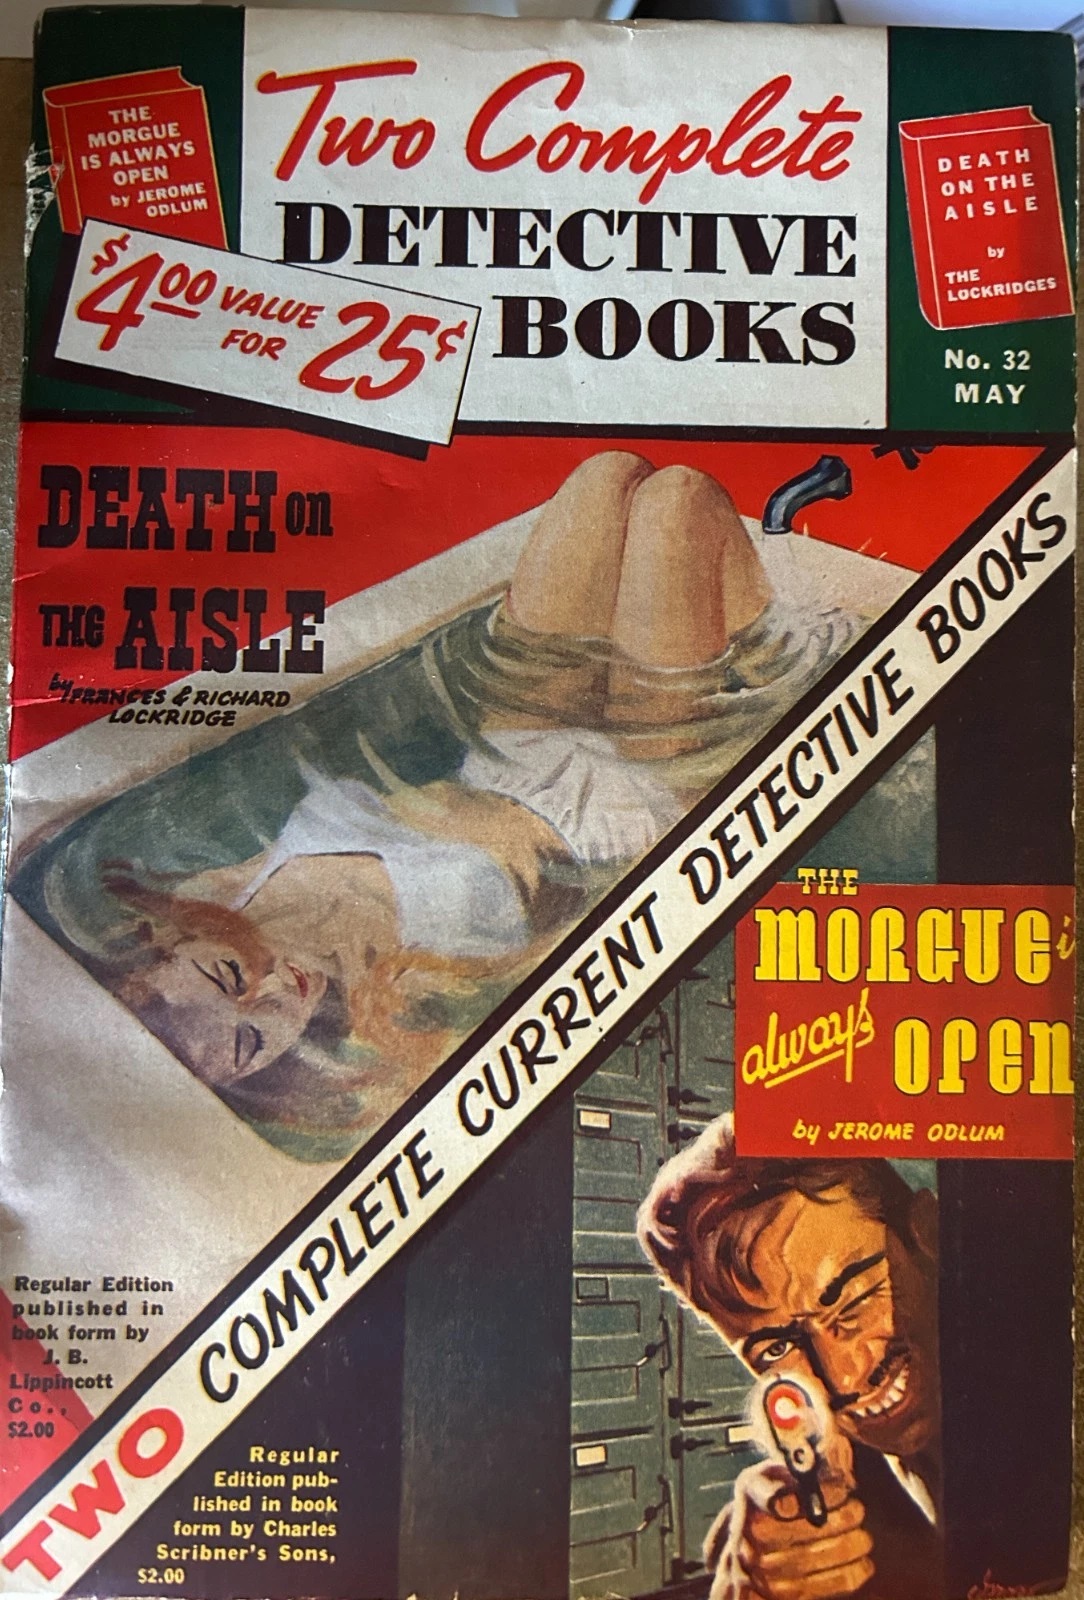 THE
MORGUE
IS ALWAYS
OPEN
by JEROME
ODLUM
$4.00 VALUE
FOR 25¢
Two Complete
DETECTIVE
BOOKS
DEATH
ON THE
AISLE
by
THE
LOCKRIDGES
No. 32
MAY
DEATH on
THE AISLE
by FRANCES & RICHARD
LOCKRIDGE
TWO COMPLETE CURRENT DETECTIVE BOOKS
THE
MORGUE is
always OPEN
by JEROME ODLUM
Regular Edition
published in
book form by
J. B.
Lippincott
Co.,
$2.00
Regular
Edition pub-
lished in book
form by Charles
Scribner's Sons,
$2.00